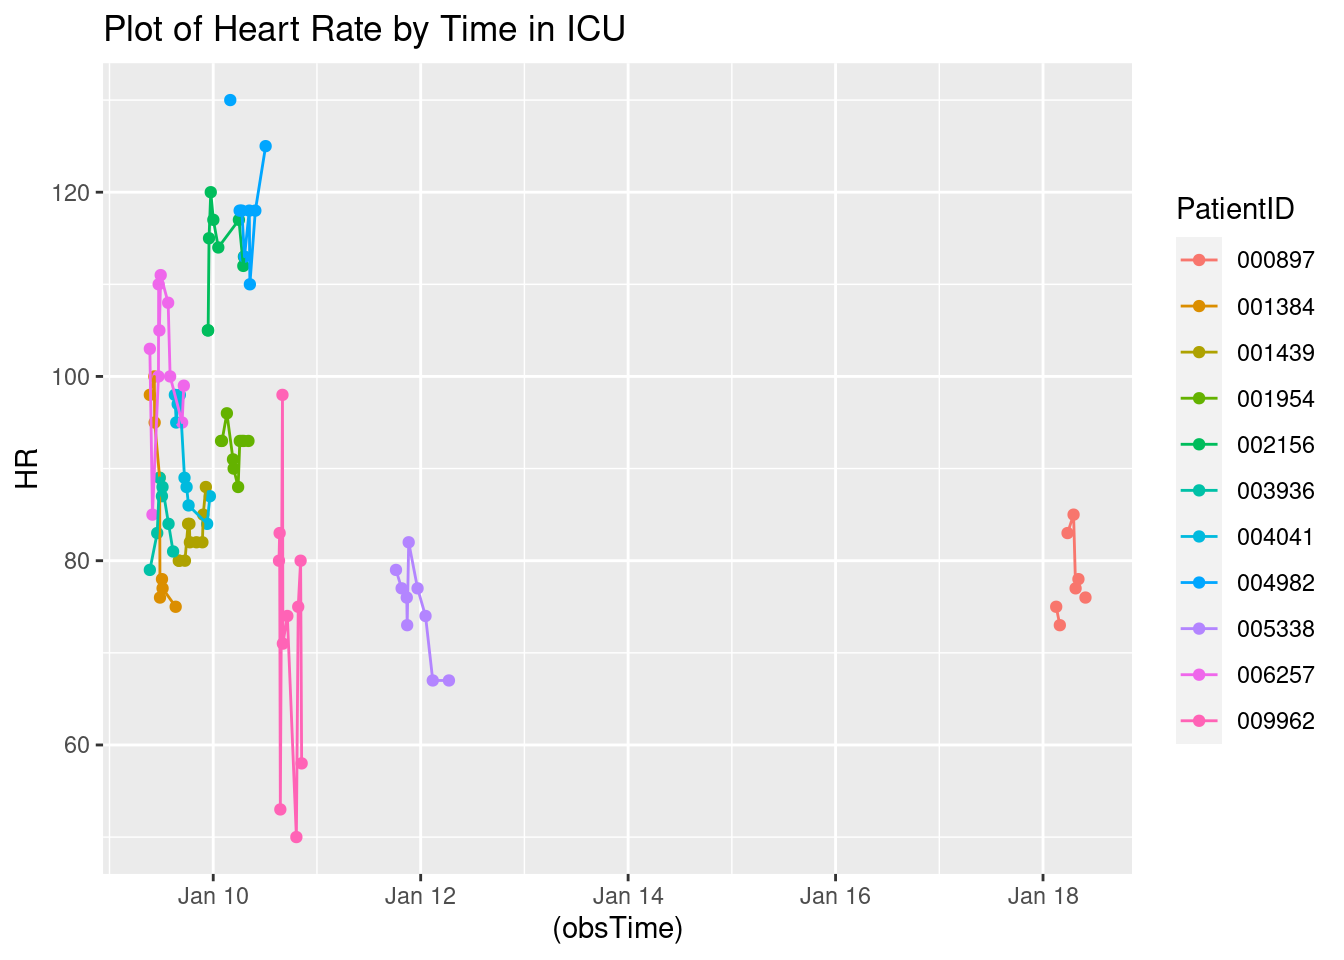 Plot of Heart Rate by Time in ICU
HR
120
100
80
60
Jan 10
Jan 12
Jan 14
Jan 16
Jan 18
(obsTime)
PatientID
000897
001384
001439
001954
002156
003936
004041
004982
005338
006257
009962